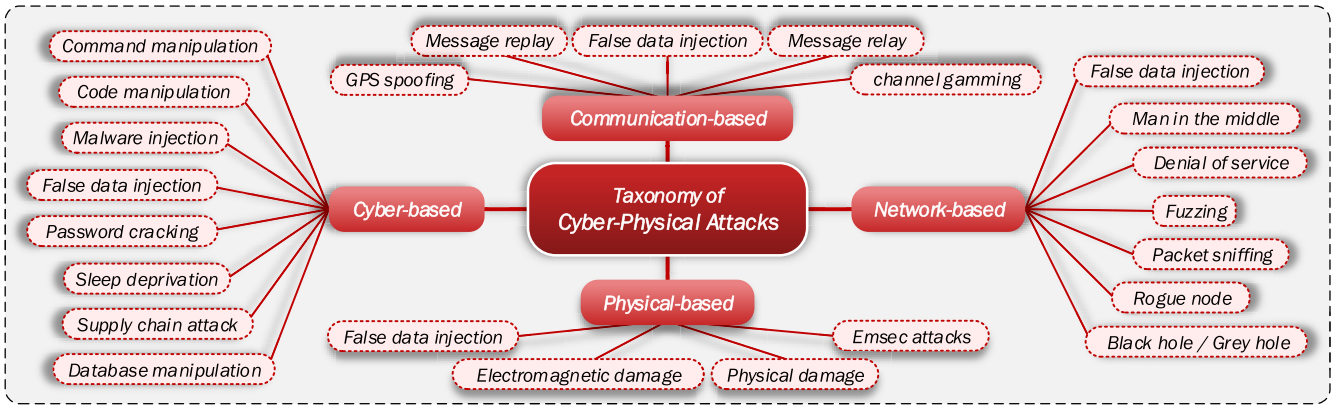 Taxonomy of
Cyber-Physical Attacks
Communication-based
GPS spoofing
Message replay
False data injection
Message relay
channel gamming
Cyber-based
Command manipulation
Code manipulation
Malware injection
False data injection
Password cracking
Sleep deprivation
Supply chain attack
Database manipulation
Network-based
False data injection
Man in the middle
Denial of service
Fuzzing
Packet sniffing
Rogue node
Black hole / Grey hole
Physical-based
False data injection
Electromagnetic damage
Physical damage
Emsec attacks